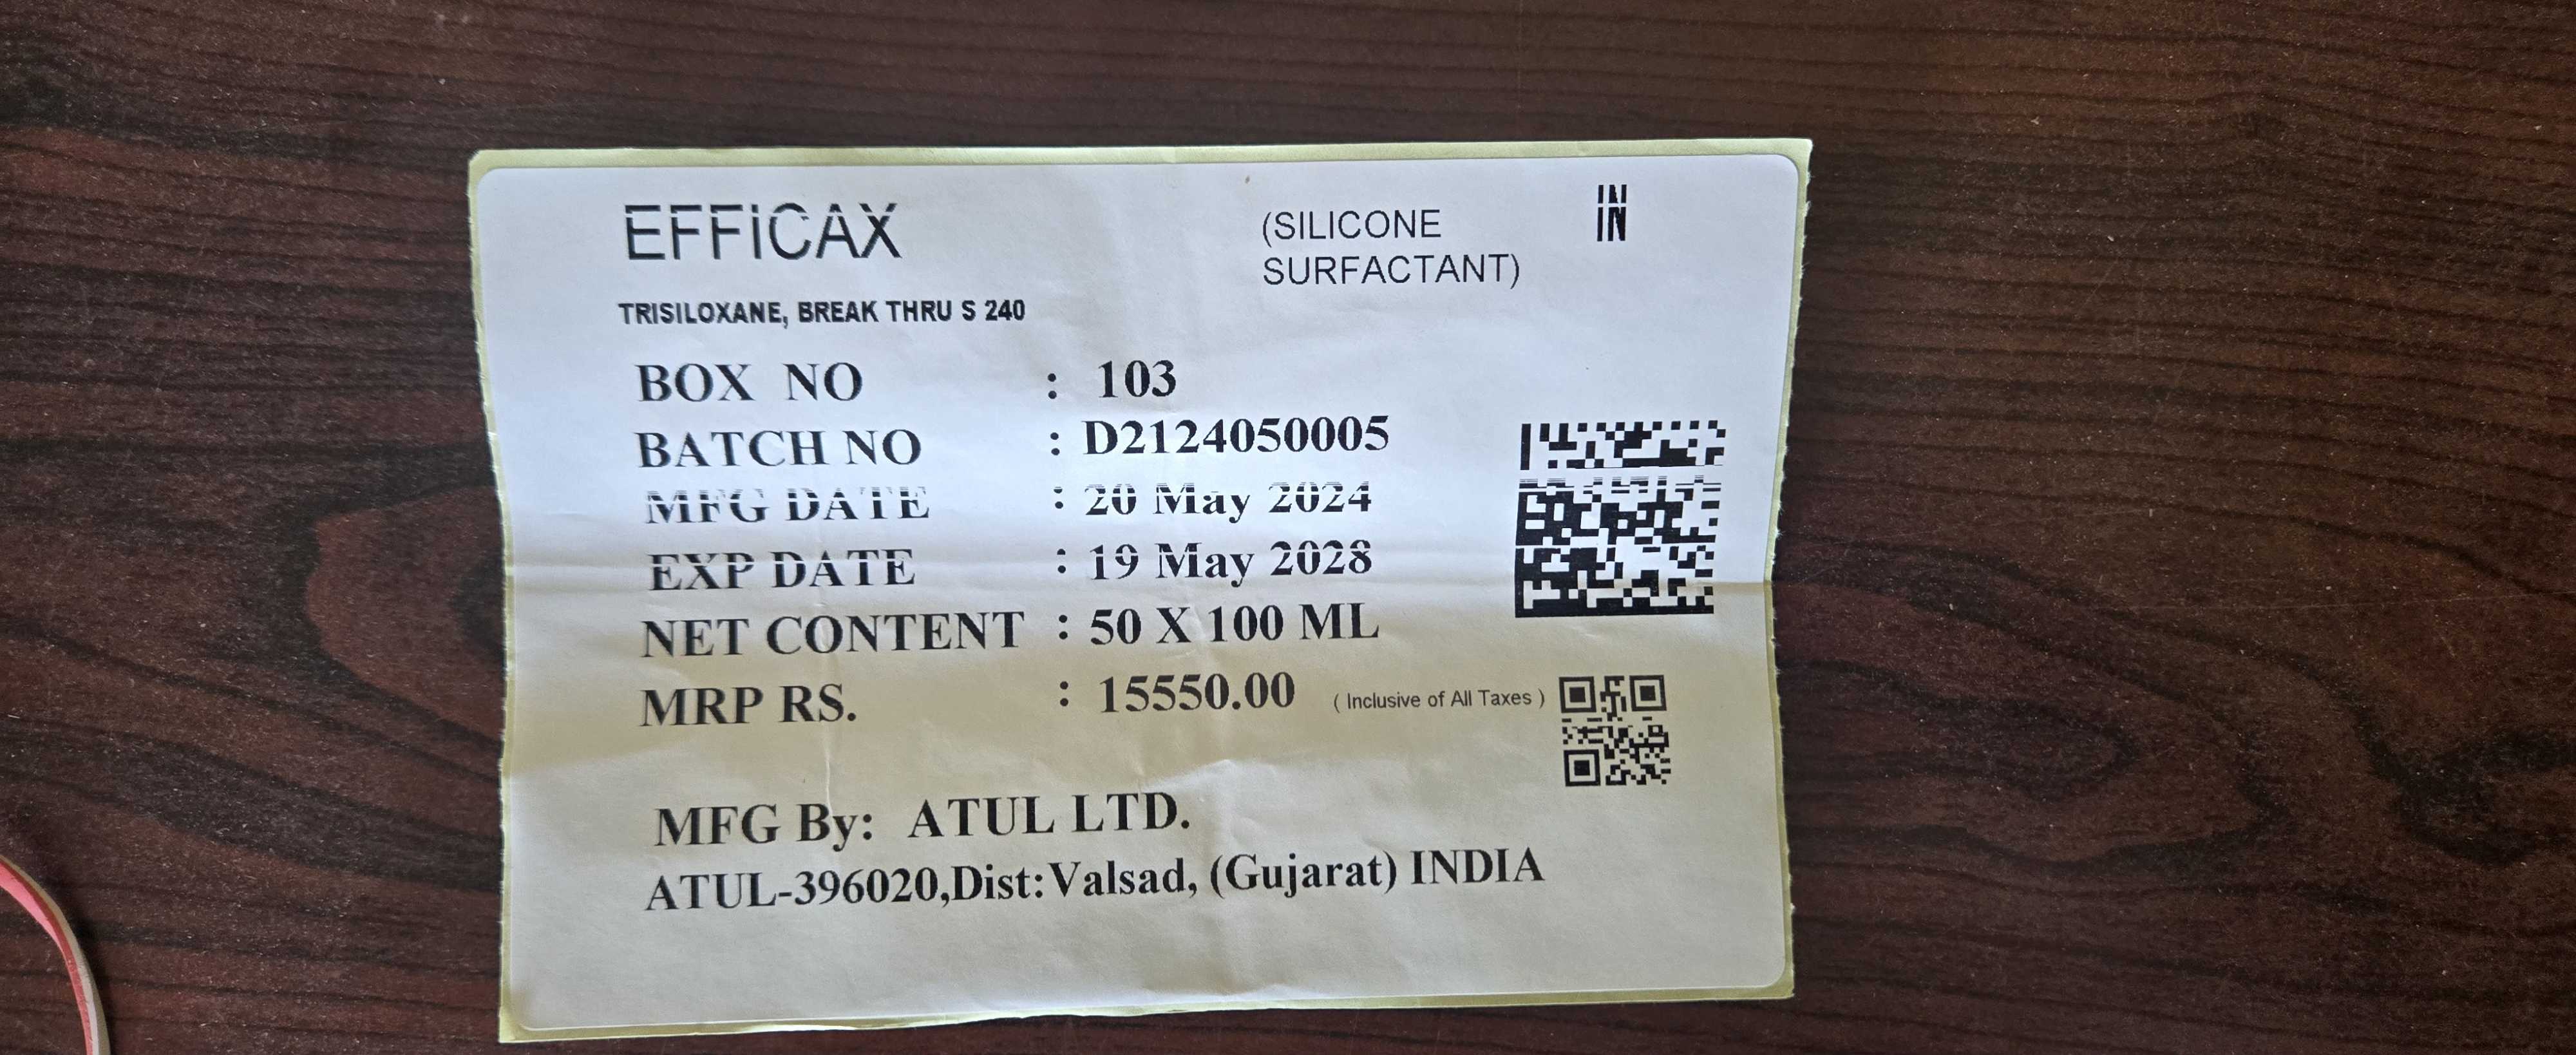 EFFiCAX
(SILICONE
SURFACTANT)
IN
TRISILOXANE, BREAK THRU S 240
BOX NO : 103
BATCH NO : D2124050005
MFG DATE : 20 May 2024
EXP DATE : 19 May 2028
NET CONTENT : 50 X 100 ML
MRP RS. : 15550.00 ( Inclusive of All Taxes )
MFG By: ATUL LTD.
ATUL-396020,Dist:Valsad, (Gujarat) INDIA